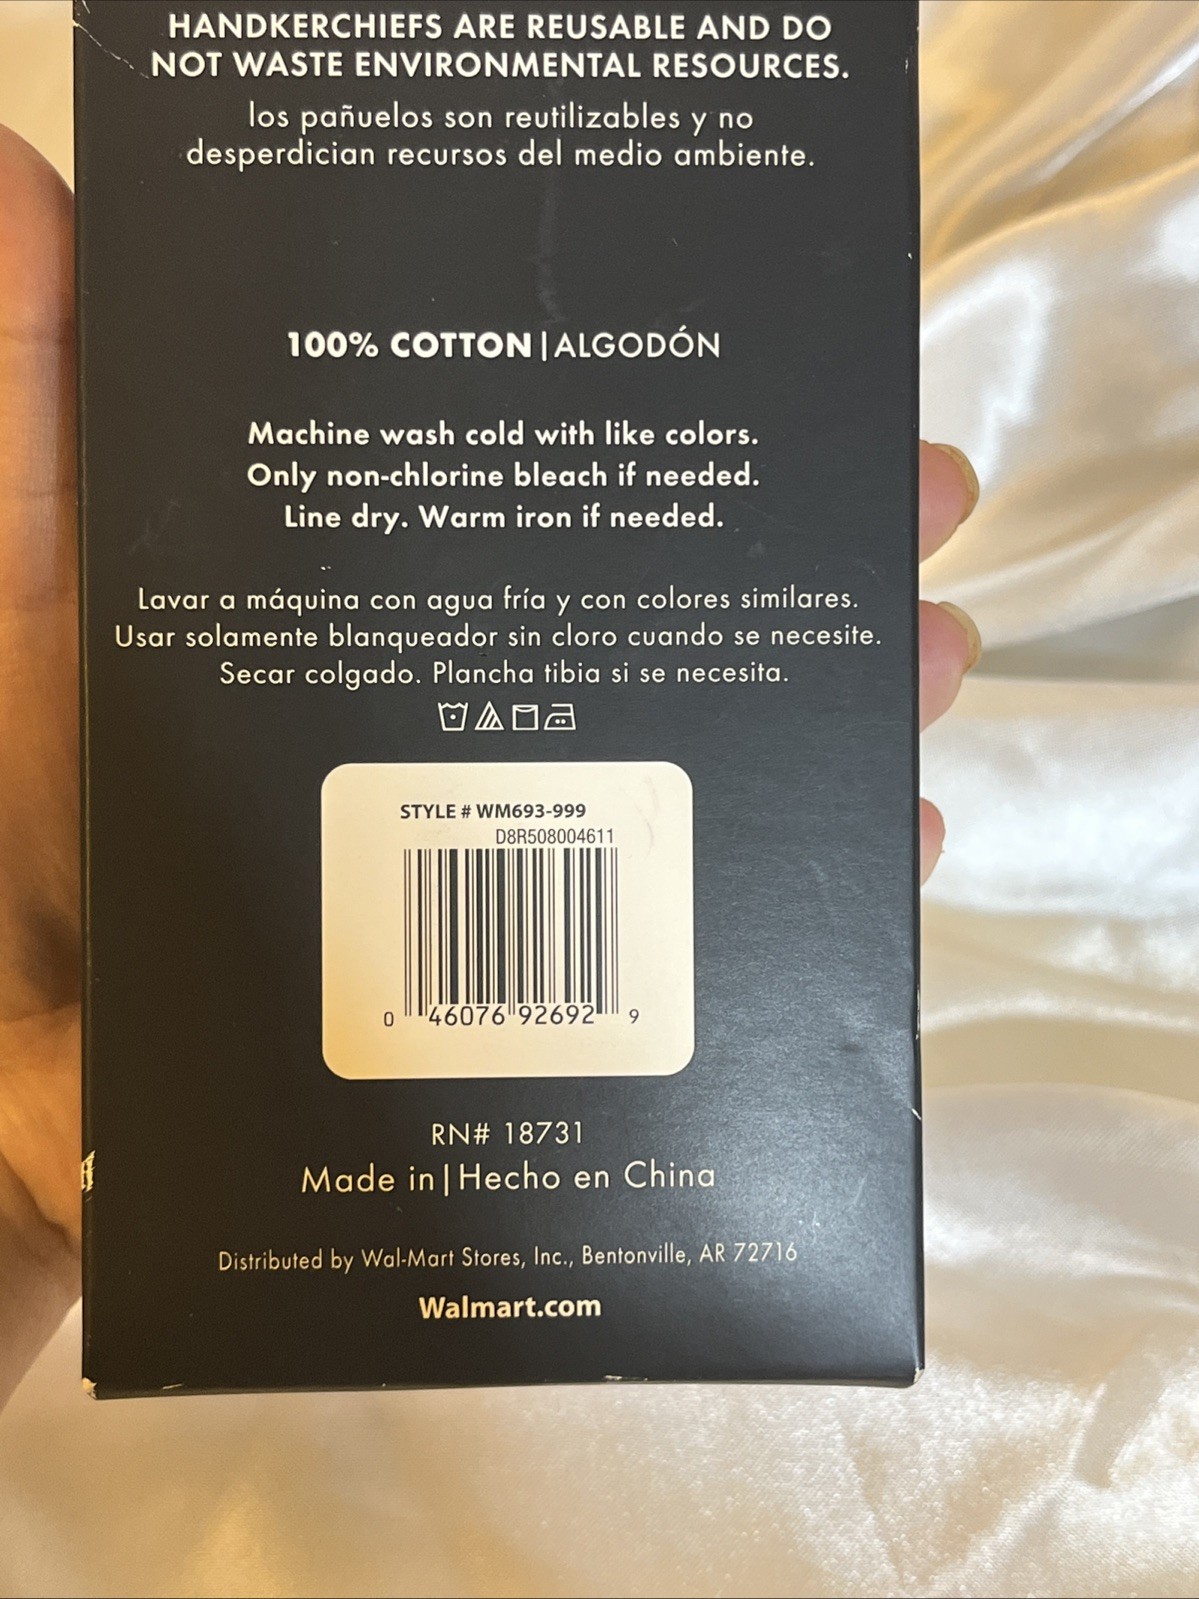 HANDKERCHIEFS ARE REUSABLE AND DO
NOT WASTE ENVIRONMENTAL RESOURCES.
los pañuelos son reutilizables y no
desperdician recursos del medio ambiente.
100% COTTON|ALGODÓN
Machine wash cold with like colors.
Only non-chlorine bleach if needed.
Line dry. Warm iron if needed.
Lavar a máquina con agua fría y con colores similares.
Usar solamente blanqueador sin cloro cuando se necesite.
Secar colgado. Plancha tibia si se necesita.
STYLE # WM693-999
D8R508004611
0 46076 92692 9
RN# 18731
Made in|Hecho en China
Distributed by Wal-Mart Stores, Inc., Bentonville, AR 72716
Walmart.com